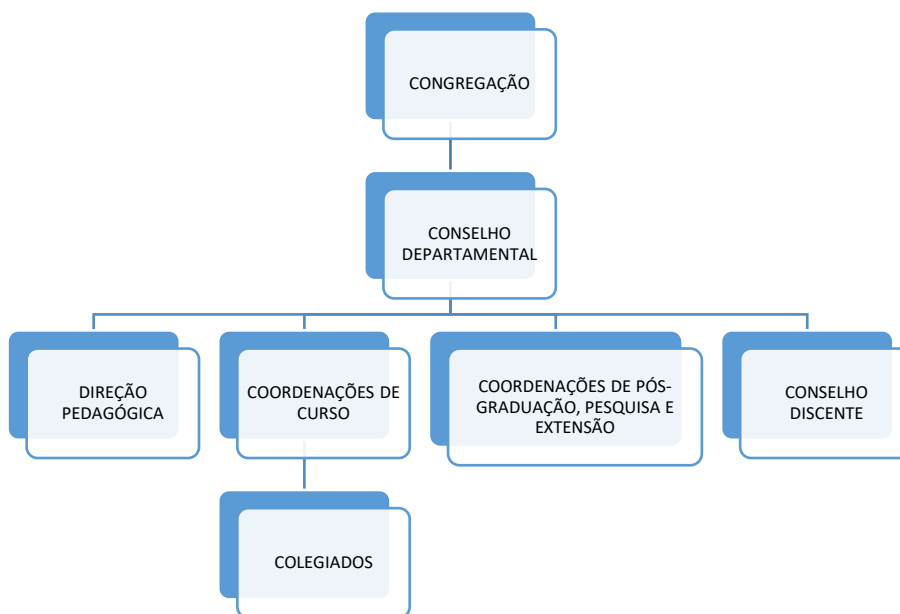 CONGREGAÇÃO
CONSELHO
DEPARTAMENTAL
DIREÇÃO
PEDAGÓGICA
COORDENAÇÕES DE
CURSO
COORDENAÇÕES DE PÓS-
GRADUAÇÃO, PESQUISA E
EXTENSÃO
CONSELHO
DISCENTE
COLEGIADOS